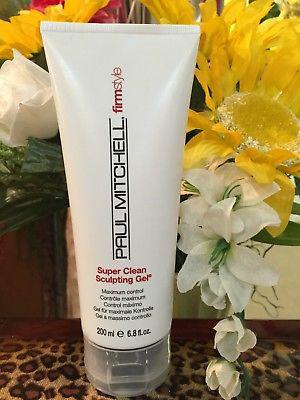 PAUL MITCHELL® firmstyle
Super Clean
Sculpting Gel®
Maximum control
Contrôle maximum
Control máximo
Gel für maximale Kontrolle
Gel a massimo controllo
200 ml ℮ 6.8 fl. oz.